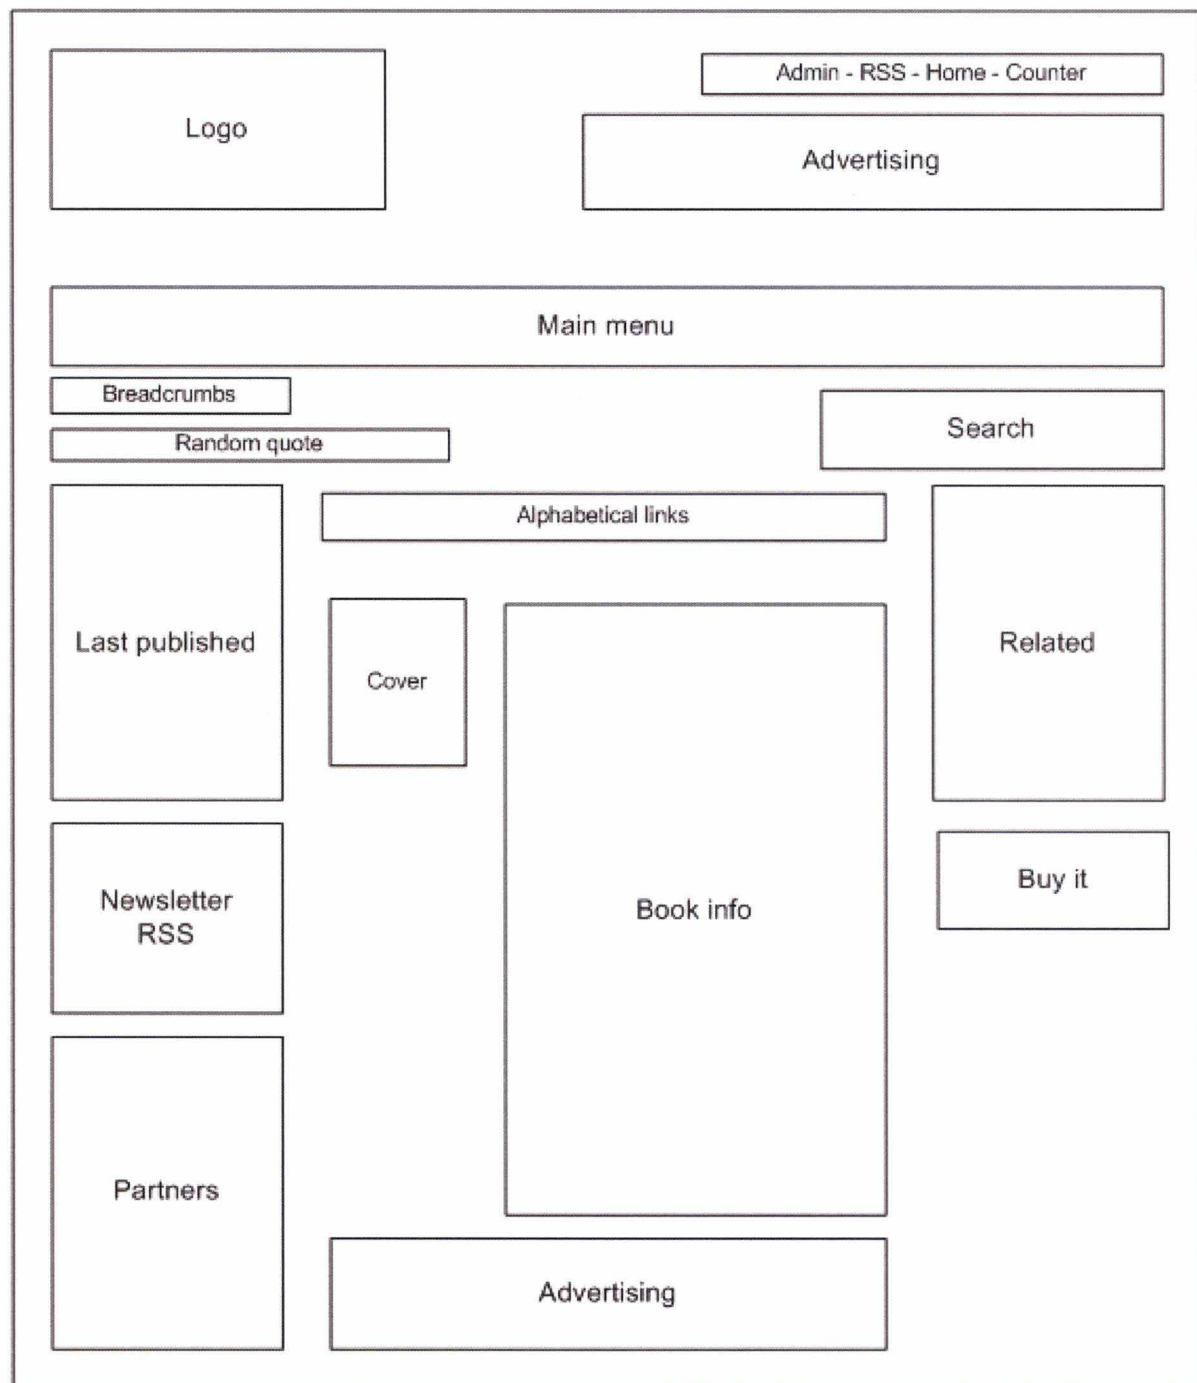 Logo
Admin - RSS - Home - Counter
Advertising
Main menu
Breadcrumbs
Random quote
Search
Last published
Alphabetical links
Related
Cover
Book info
Newsletter
RSS
Buy it
Partners
Advertising